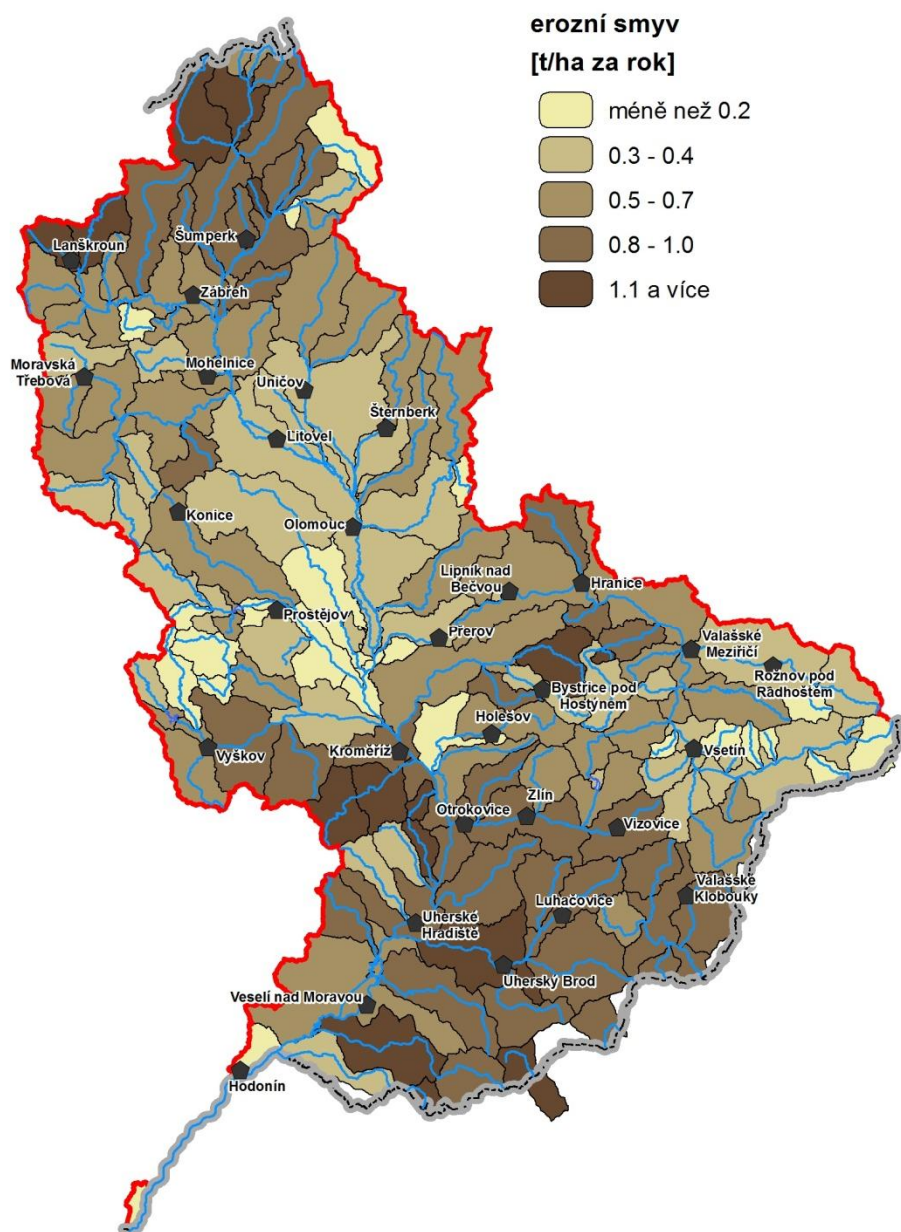 erozní smyv
[t/ha za rok]
méně než 0.2
0.3 - 0.4
0.5 - 0.7
0.8 - 1.0
1.1 a více
Šumperk
Lanškroun
Zábřeh
Moravská
Třebová
Mohelnice
Uničov
Šternberk
Litovel
Konice
Olomouc
Lipník nad
Bečvou
Hranice
Prostějov
Přerov
Valašské
Meziříčí
Rožnov pod
Radhoštěm
Bystřice pod
Hostýnem
Holešov
Vyškov
Kroměříž
Vsetín
Otrokovice
Zlín
Vizovice
Valašské
Klobouky
Luhačovice
Uherské
Hradiště
Uherský Brod
Veselí nad Moravou
Hodonín